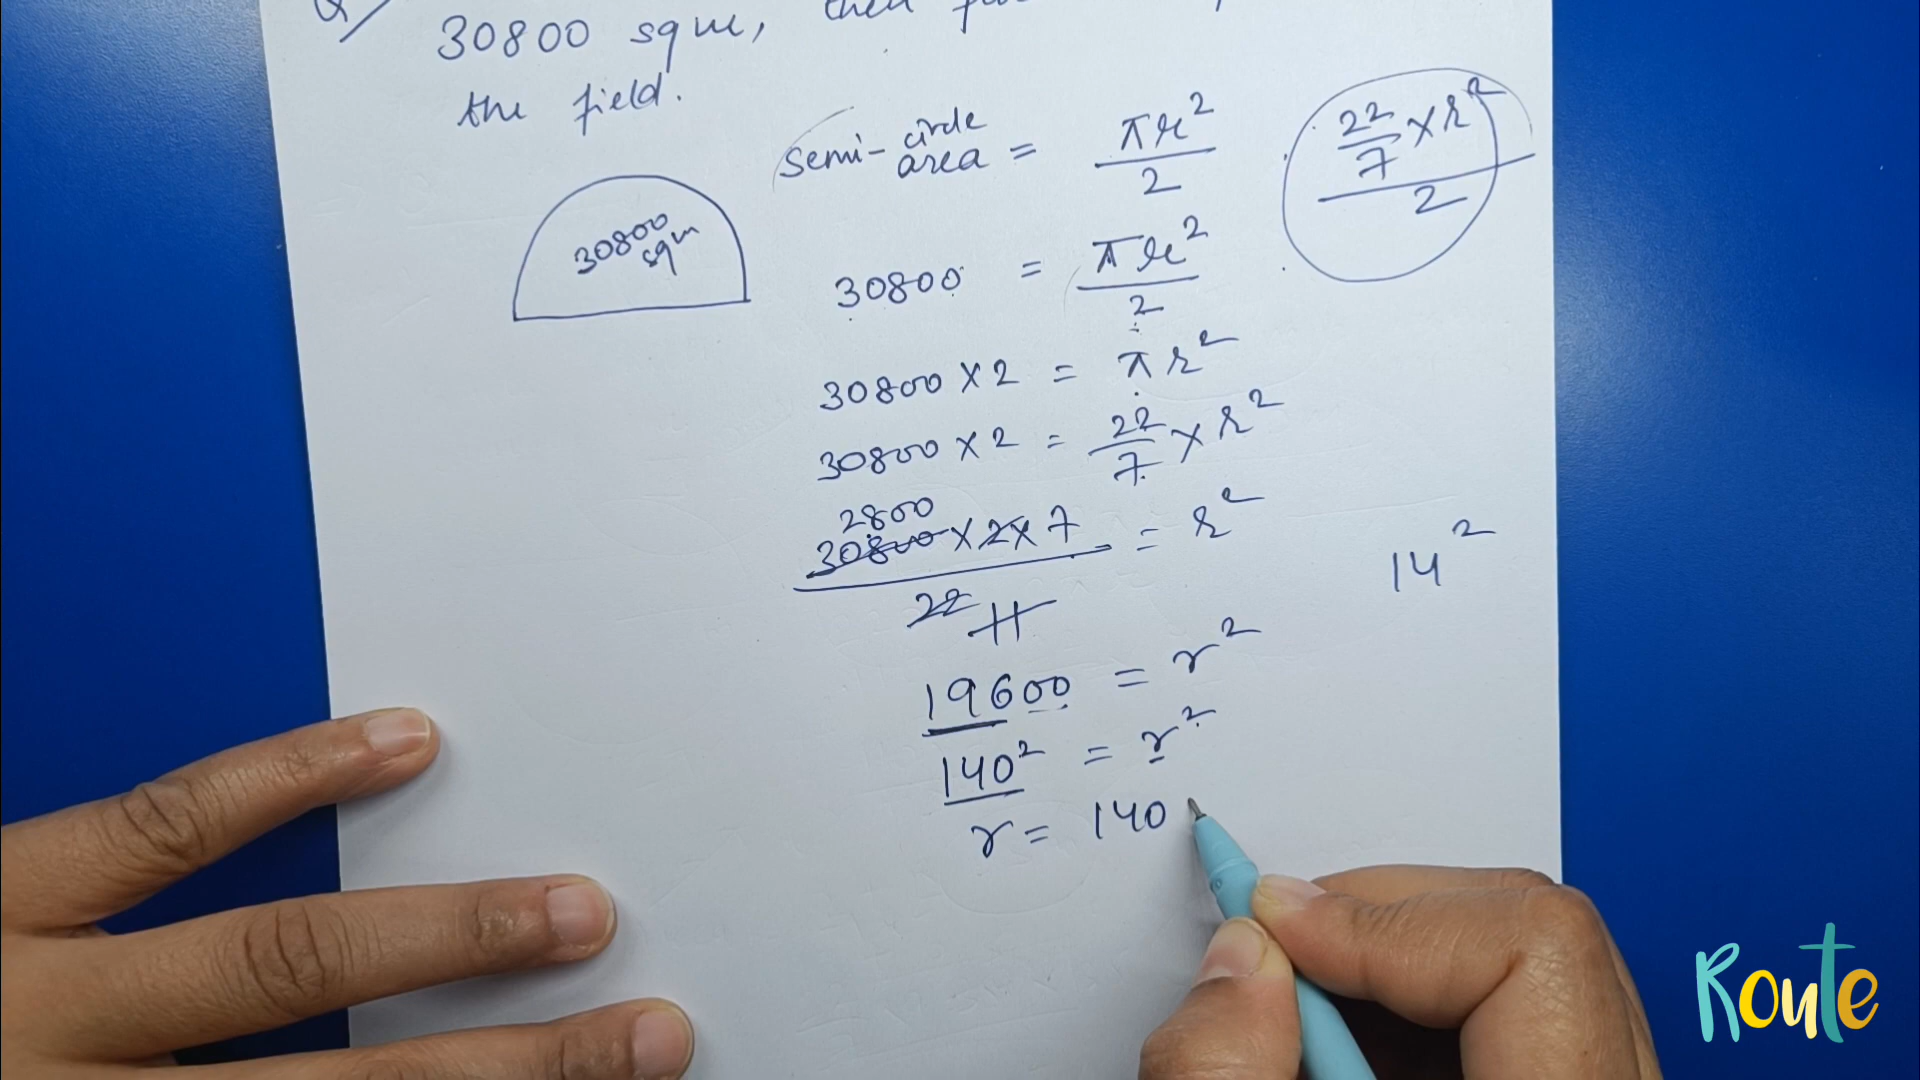 30800 sqm, then
the field.
semi-circle area = πr²/2
22/7 × r² / 2
30800 sqm
30800 = πr²/2
30800 × 2 = πr²
30800 × 2 = 22/7 × r²
2800
30800 × 2 × 7 / 22 11 = r²
14²
19600 = r²
140² = r²
r = 140
Route